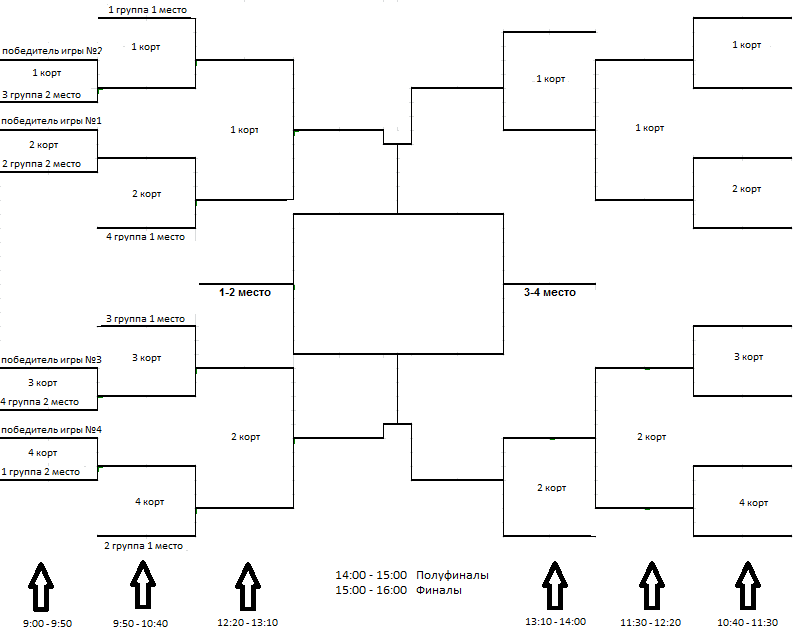 1 группа 1 место
победитель игры №2
1 корт
1 корт
1 корт
3 группа 2 место
1 корт
победитель игры №1
1 корт
1 корт
2 корт
2 группа 2 место
2 корт
2 корт
4 группа 1 место
1-2 место
3-4 место
3 группа 1 место
победитель игры №3
3 корт
3 корт
3 корт
4 группа 2 место
победитель игры №4
2 корт
2 корт
4 корт
1 группа 2 место
2 корт
4 корт
4 корт
2 группа 1 место
14:00 - 15:00 Полуфиналы
15:00 - 16:00 Финалы
9:00 - 9:50
9:50 - 10:40
12:20 - 13:10
13:10 - 14:00
11:30 - 12:20
10:40 - 11:30